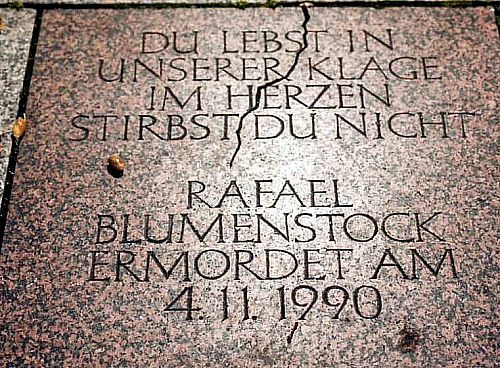 DU LEBST IN
UNSERER KLAGE
IM HERZEN
STIRBST DU NICHT
RAFAEL
BLUMENSTOCK
ERMORDET AM
4. 11. 1990